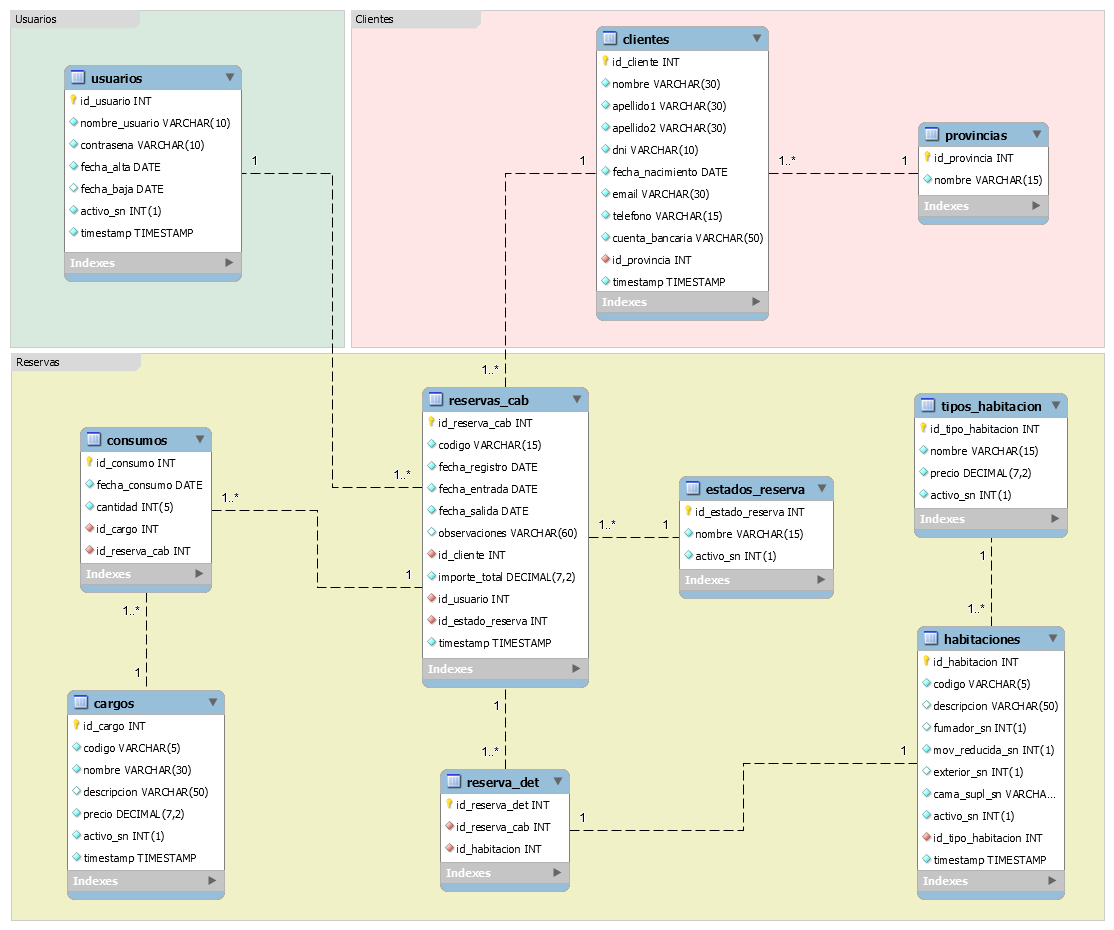 Usuarios
usuarios
id_usuario INT
nombre_usuario VARCHAR(10)
contrasena VARCHAR(10)
fecha_alta DATE
fecha_baja DATE
activo_sn INT(1)
timestamp TIMESTAMP
Indexes
1
1..*
Clientes
clientes
id_cliente INT
nombre VARCHAR(30)
apellido1 VARCHAR(30)
apellido2 VARCHAR(30)
dni VARCHAR(10)
fecha_nacimiento DATE
email VARCHAR(30)
telefono VARCHAR(15)
cuenta_bancaria VARCHAR(50)
id_provincia INT
timestamp TIMESTAMP
Indexes
1
1..*
1..*
1
provincias
id_provincia INT
nombre VARCHAR(15)
Indexes
Reservas
consumos
id_consumo INT
fecha_consumo DATE
cantidad INT(5)
id_cargo INT
id_reserva_cab INT
Indexes
1..*
1
1..*
1
cargos
id_cargo INT
codigo VARCHAR(5)
nombre VARCHAR(30)
descripcion VARCHAR(50)
precio DECIMAL(7,2)
activo_sn INT(1)
timestamp TIMESTAMP
Indexes
reservas_cab
id_reserva_cab INT
codigo VARCHAR(15)
fecha_registro DATE
fecha_entrada DATE
fecha_salida DATE
observaciones VARCHAR(60)
id_cliente INT
importe_total DECIMAL(7,2)
id_usuario INT
id_estado_reserva INT
timestamp TIMESTAMP
Indexes
1..*
1
1
1..*
estados_reserva
id_estado_reserva INT
nombre VARCHAR(15)
activo_sn INT(1)
Indexes
reserva_det
id_reserva_det INT
id_reserva_cab INT
id_habitacion INT
Indexes
1
1
tipos_habitacion
id_tipo_habitacion INT
nombre VARCHAR(15)
precio DECIMAL(7,2)
activo_sn INT(1)
Indexes
1
1..*
habitaciones
id_habitacion INT
codigo VARCHAR(5)
descripcion VARCHAR(50)
fumador_sn INT(1)
mov_reducida_sn INT(1)
exterior_sn INT(1)
cama_supl_sn VARCHA...
activo_sn INT(1)
id_tipo_habitacion INT
timestamp TIMESTAMP
Indexes